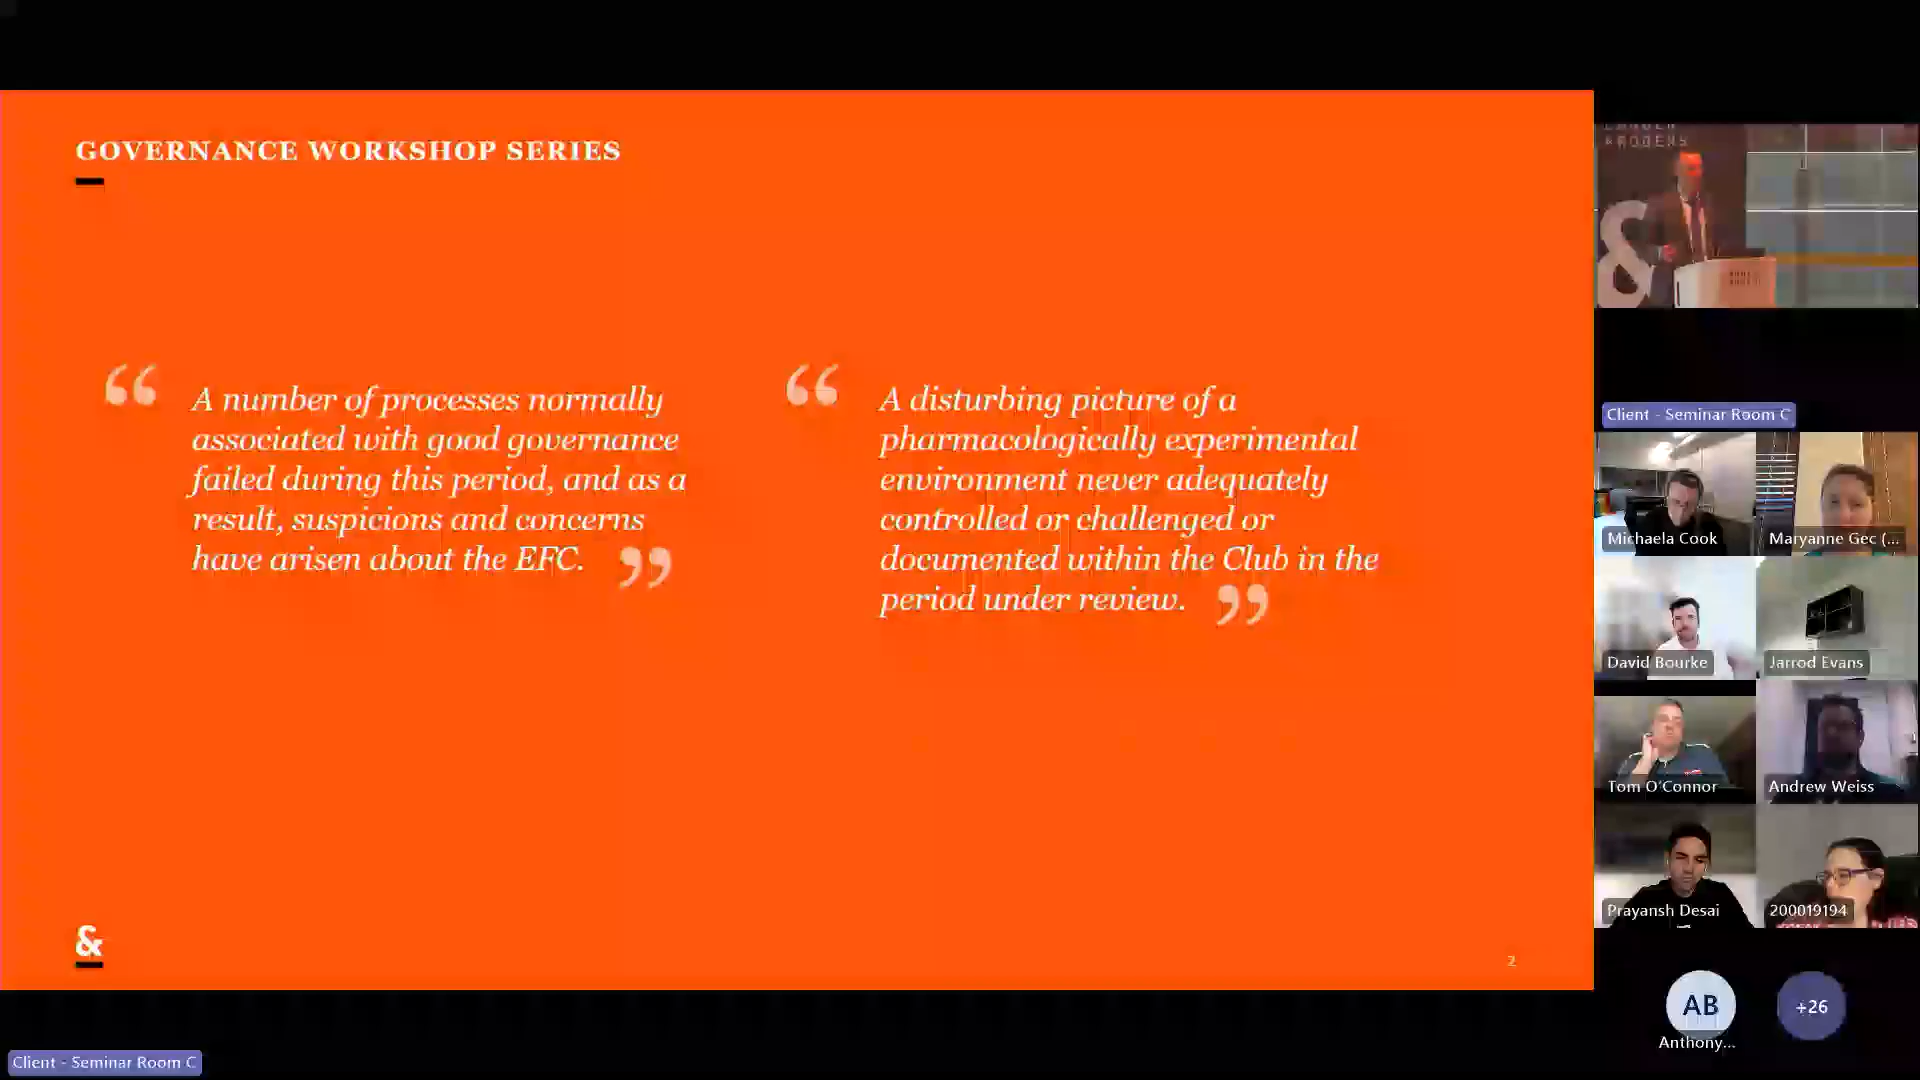 GOVERNANCE WORKSHOP SERIES
“ A number of processes normally
associated with good governance
failed during this period, and as a
result, suspicions and concerns
have arisen about the EFC. ”
“ A disturbing picture of a
pharmacologically experimental
environment never adequately
controlled or challenged or
documented within the Club in the
period under review. ”
&
2
Client - Seminar Room C
& ROGERS
&
Client - Seminar Room C
Michaela Cook
Maryanne Gec (...
David Bourke
Jarrod Evans
Tom O'Connor
Andrew Weiss
Prayansh Desai
200019194
AB
Anthony...
+26